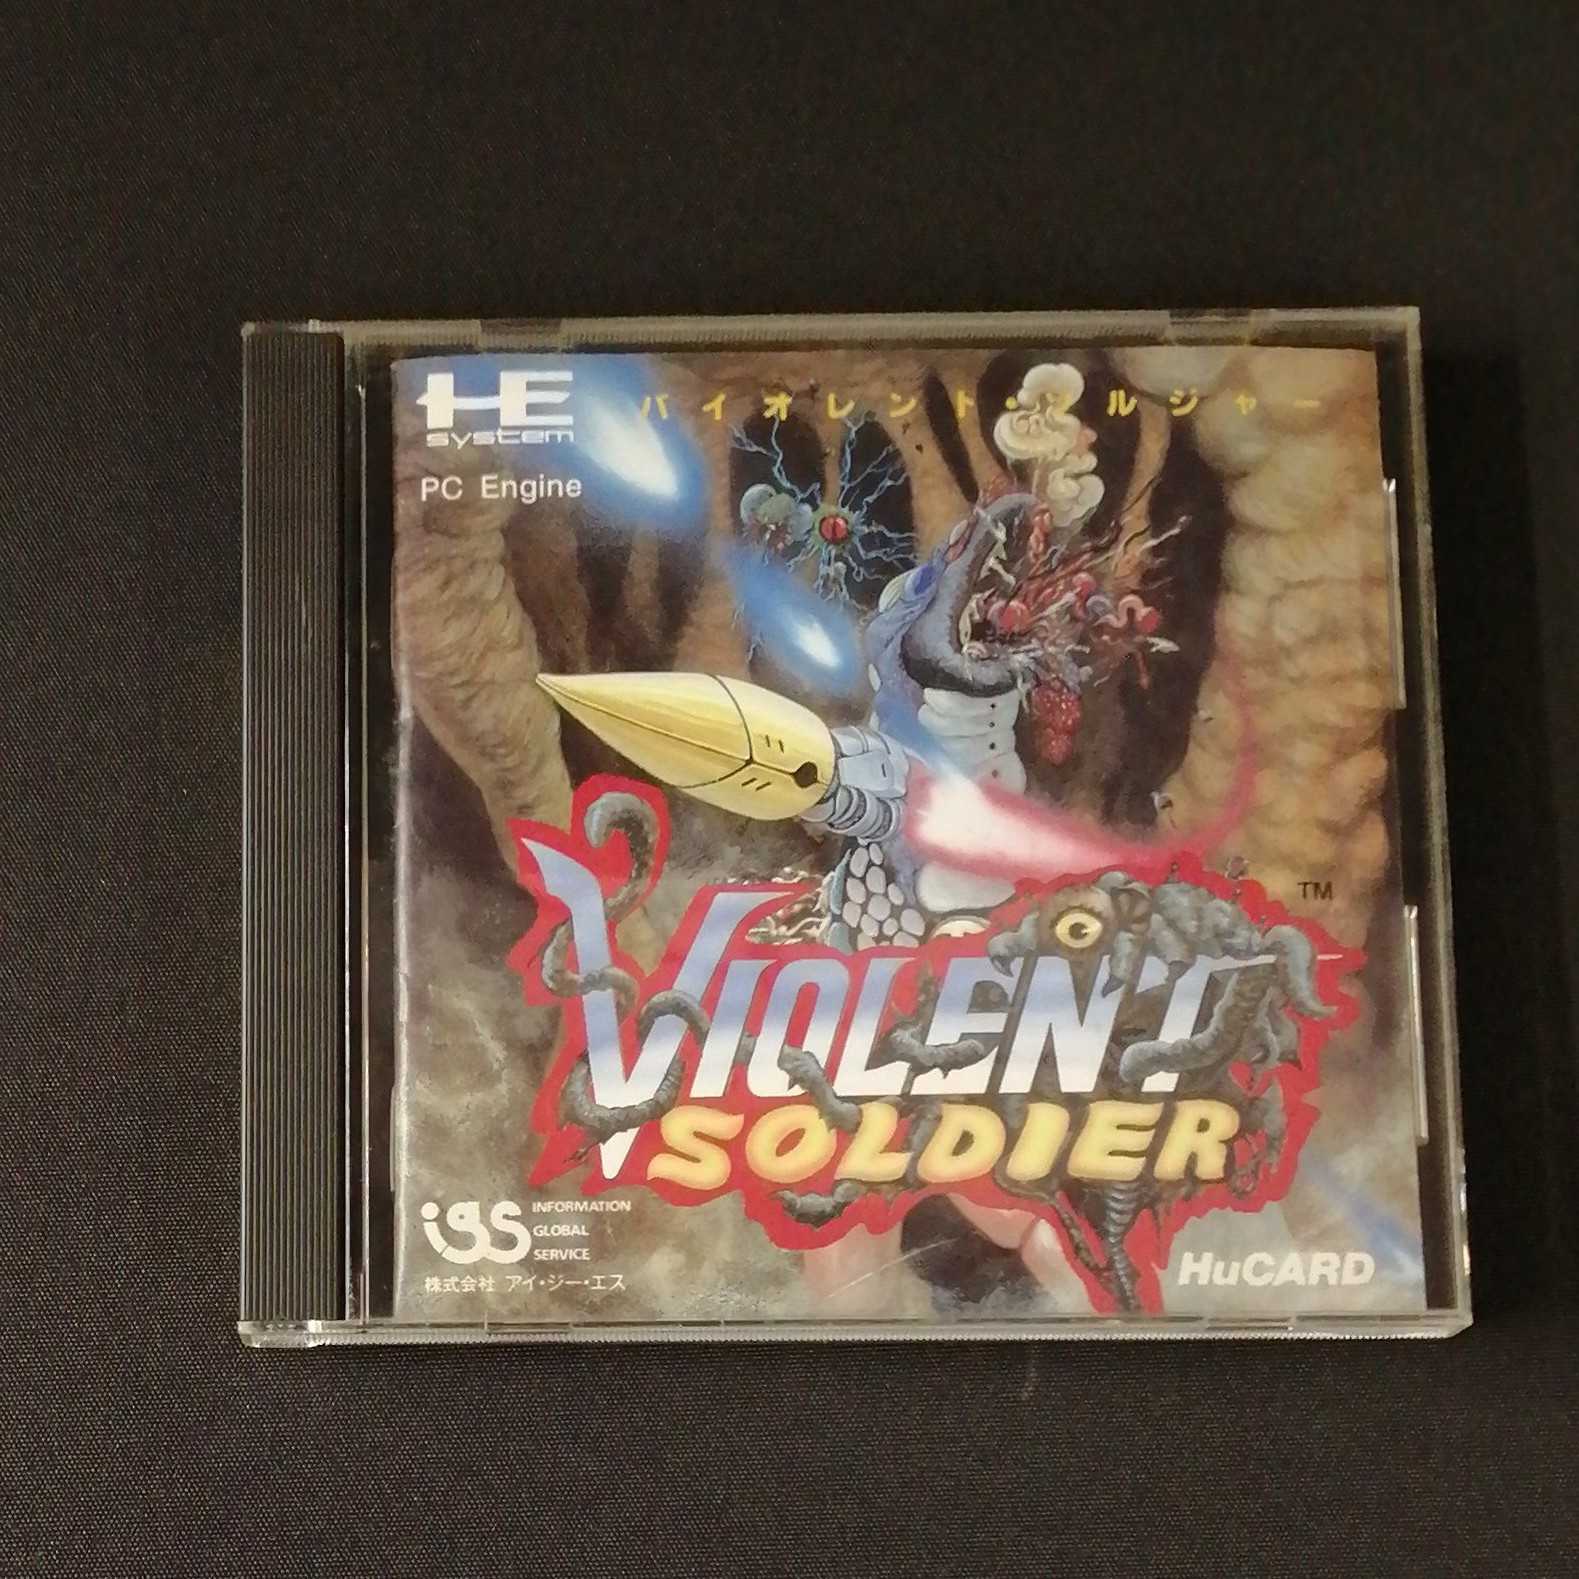 HE
system
バイオレント・ソルジャー
PC Engine
TM
VIOLENT
SOLDIER
igs INFORMATION
GLOBAL
SERVICE
株式会社 アイ・ジー・エス
HuCARD